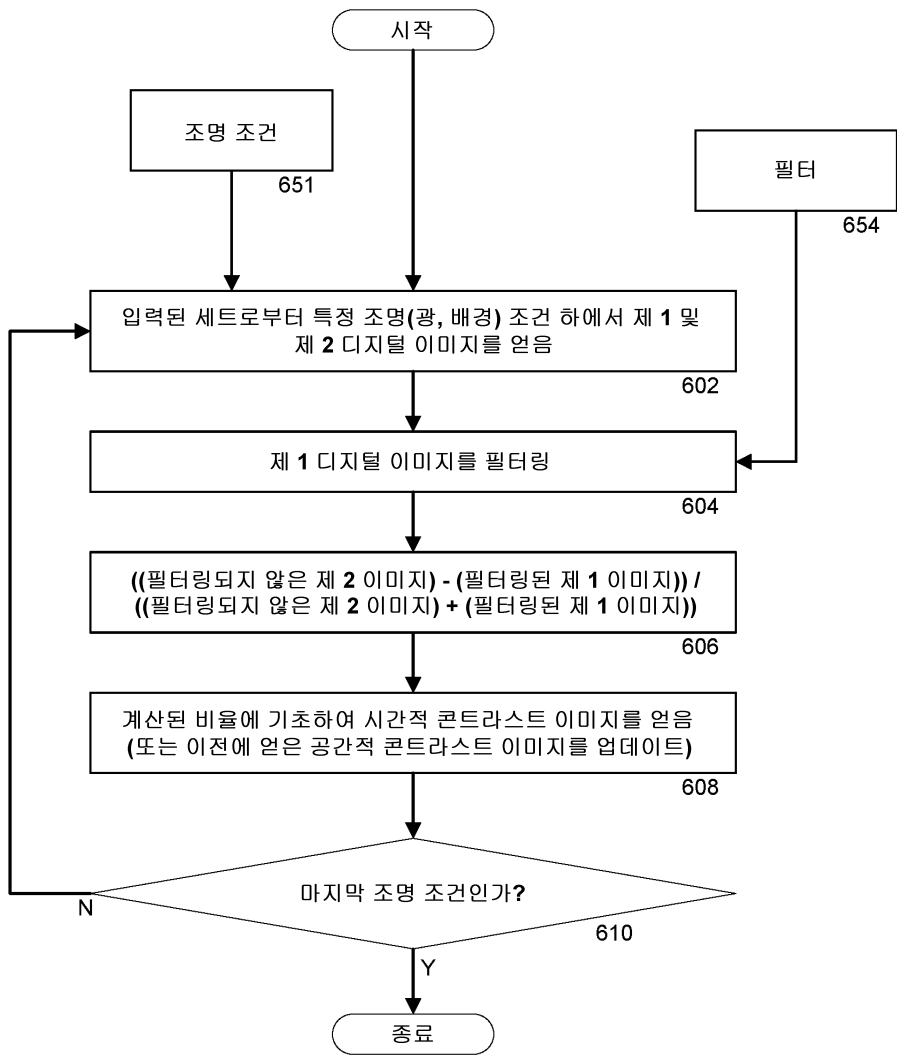 시작
조명 조건
651
필터
654
입력된 세트로부터 특정 조명(광, 배경) 조건 하에서 제 1 및
제 2 디지털 이미지를 얻음
602
제 1 디지털 이미지를 필터링
604
((필터링되지 않은 제 2 이미지) - (필터링된 제 1 이미지)) /
((필터링되지 않은 제 2 이미지) + (필터링된 제 1 이미지))
606
계산된 비율에 기초하여 시간적 콘트라스트 이미지를 얻음
(또는 이전에 얻은 공간적 콘트라스트 이미지를 업데이트)
608
마지막 조명 조건인가?
N
610
Y
종료